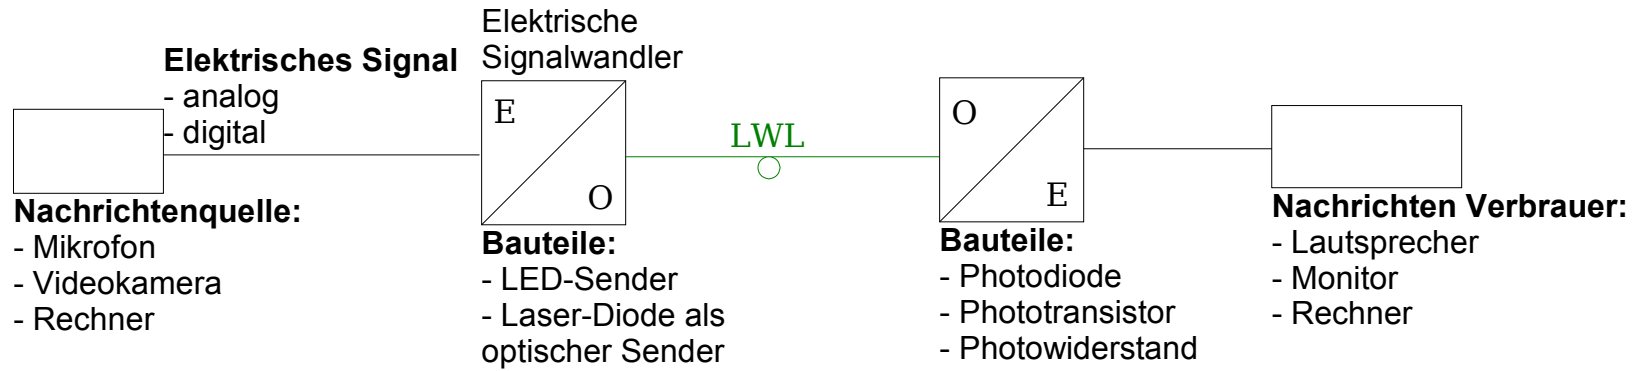 Elektrisches Signal
- analog
- digital
Nachrichtenquelle:
- Mikrofon
- Videokamera
- Rechner
Elektrische
Signalwandler
E
O
Bauteile:
- LED-Sender
- Laser-Diode als
optischer Sender
LWL
O
E
Bauteile:
- Photodiode
- Phototransistor
- Photowiderstand
Nachrichten Verbrauer:
- Lautsprecher
- Monitor
- Rechner